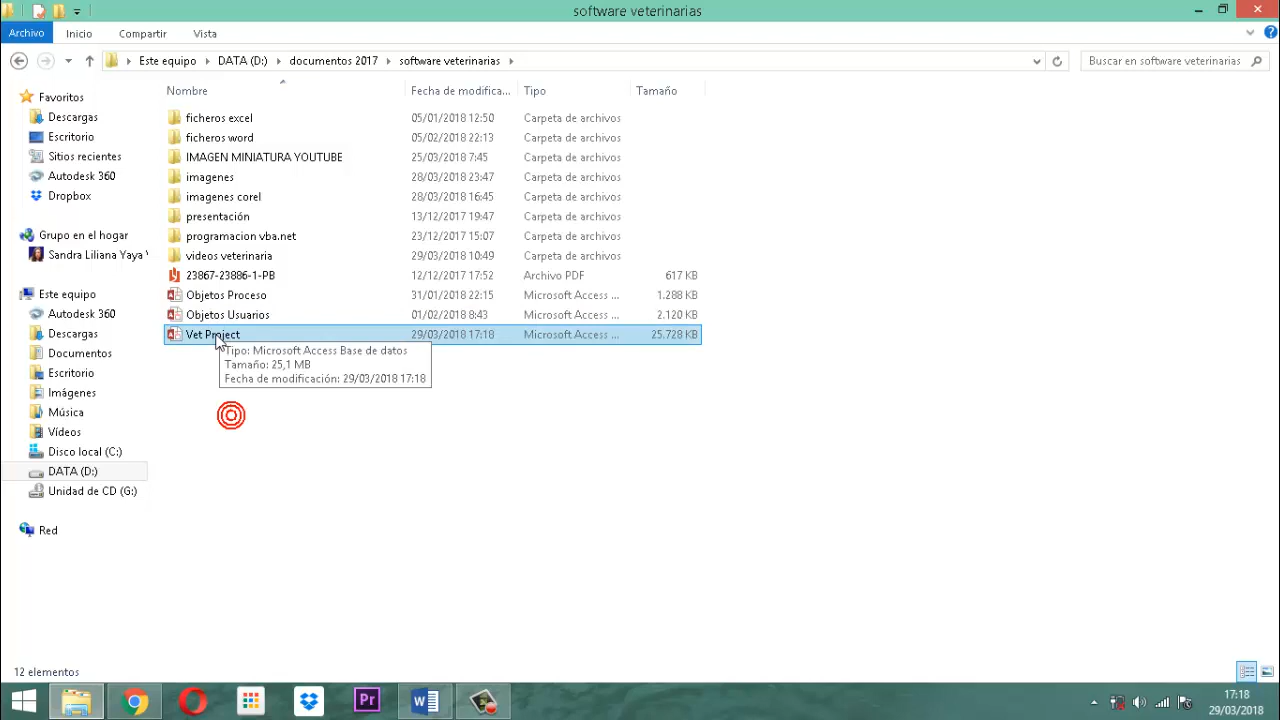 software veterinarias
Archivo Inicio Compartir Vista
Este equipo DATA (D:) documentos 2017 software veterinarias
Buscar en software veterinarias
Nombre Fecha de modifica... Tipo Tamaño
ficheros excel 05/01/2018 12:50 Carpeta de archivos
ficheros word 05/02/2018 22:13 Carpeta de archivos
IMAGEN MINIATURA YOUTUBE 25/03/2018 7:45 Carpeta de archivos
imagenes 28/03/2018 23:47 Carpeta de archivos
imagenes corel 28/03/2018 16:45 Carpeta de archivos
presentación 13/12/2017 19:47 Carpeta de archivos
programacion vba.net 23/12/2017 15:07 Carpeta de archivos
videos veterinaria 29/03/2018 10:49 Carpeta de archivos
23867-23886-1-PB 12/12/2017 17:52 Archivo PDF 617 KB
Objetos Proceso 31/01/2018 22:15 Microsoft Access ... 1.288 KB
Objetos Usuarios 01/02/2018 8:43 Microsoft Access ... 2.120 KB
Vet Project 29/03/2018 17:18 Microsoft Access ... 25.728 KB
Tipo: Microsoft Access Base de datos
Tamaño: 25,1 MB
Fecha de modificación: 29/03/2018 17:18
Favoritos
Descargas
Escritorio
Sitios recientes
Autodesk 360
Dropbox
Grupo en el hogar
Sandra Liliana Yaya
Este equipo
Autodesk 360
Descargas
Documentos
Escritorio
Imágenes
Música
Vídeos
Disco local (C:)
DATA (D:)
Unidad de CD (G:)
Red
12 elementos
Pr
17:18
29/03/2018